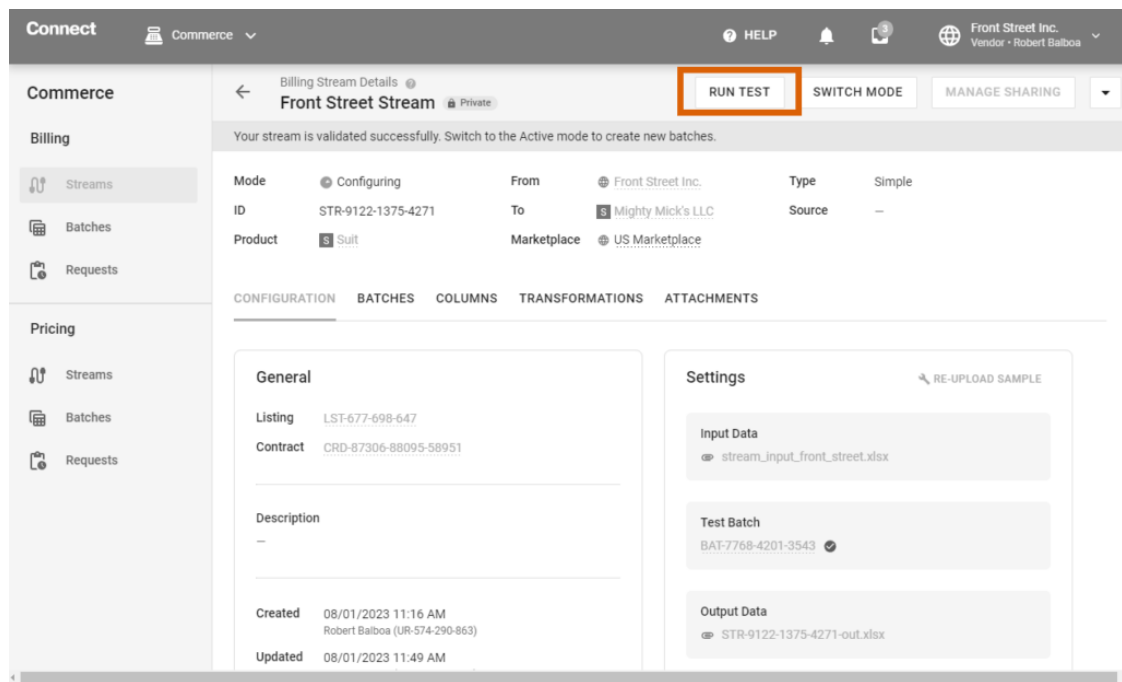 Connect
Commerce
HELP
3
Front Street Inc.
Vendor • Robert Balboa
Commerce
Billing
Streams
Batches
Requests
Pricing
Streams
Batches
Requests
Billing Stream Details
Front Street Stream Private
RUN TEST
SWITCH MODE
MANAGE SHARING
Your stream is validated successfully. Switch to the Active mode to create new batches.
Mode Configuring From Front Street Inc. Type Simple
ID STR-9122-1375-4271 To S Mighty Mick's LLC Source —
Product S Suit Marketplace US Marketplace
CONFIGURATION BATCHES COLUMNS TRANSFORMATIONS ATTACHMENTS
General
Listing LST-677-698-647
Contract CRD-87306-88095-58951
Description
—
Created 08/01/2023 11:16 AM
Robert Balboa (UR-574-290-863)
Updated 08/01/2023 11:49 AM
Settings
RE-UPLOAD SAMPLE
Input Data
stream_input_front_street.xlsx
Test Batch
BAT-7768-4201-3543
Output Data
STR-9122-1375-4271-out.xlsx